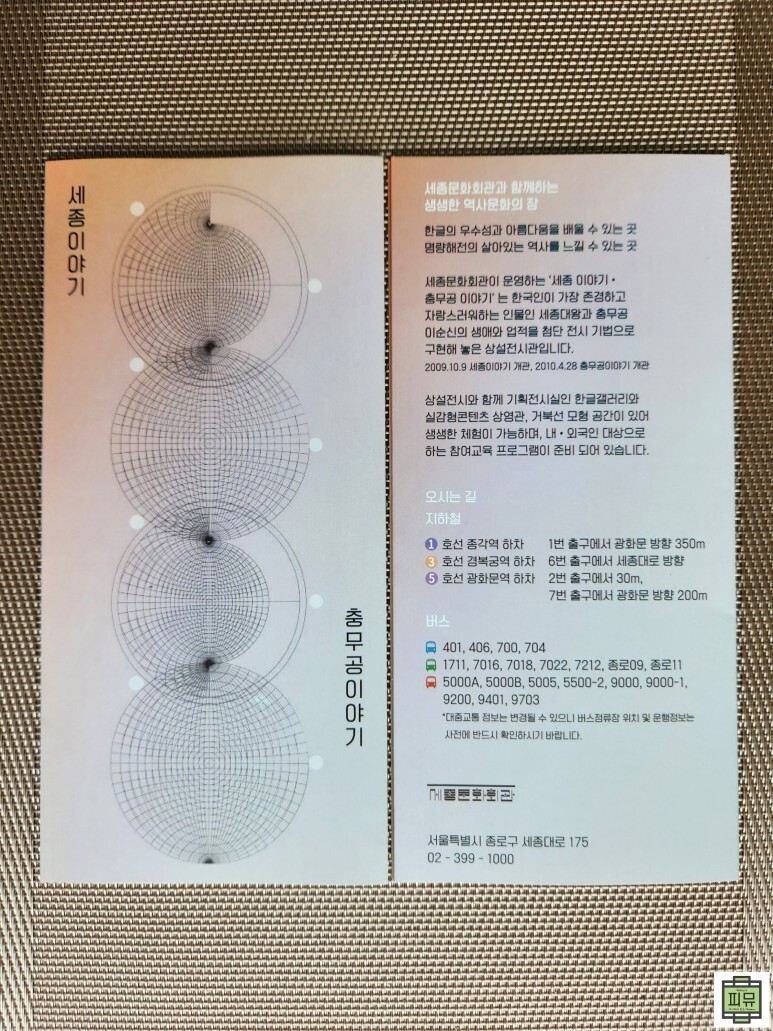 세종이야기
충무공이야기
세종문화회관과 함께하는
생생한 역사문화의 장
한글의 우수성과 아름다움을 배울 수 있는 곳
명량해전의 살아있는 역사를 느낄 수 있는 곳
세종문화회관이 운영하는 '세종 이야기 •
충무공 이야기' 는 한국인이 가장 존경하고
자랑스러워하는 인물인 세종대왕과 충무공
이순신의 생애와 업적을 첨단 전시 기법으로
구현해 놓은 상설전시관입니다.
2009.10.9 세종이야기 개관, 2010.4.28 충무공이야기 개관
상설전시와 함께 기획전시실인 한글갤러리와
실감형콘텐츠 상영관, 거북선 모형 공간이 있어
생생한 체험이 가능하며, 내 • 외국인 대상으로
하는 참여교육 프로그램이 준비 되어 있습니다.
오시는 길
지하철
1 호선 종각역 하차 1번 출구에서 광화문 방향 350m
3 호선 경복궁역 하차 6번 출구에서 세종대로 방향
5 호선 광화문역 하차 2번 출구에서 30m,
7번 출구에서 광화문 방향 200m
버스
401, 406, 700, 704
1711, 7016, 7018, 7022, 7212, 종로09, 종로11
5000A, 5000B, 5005, 5500-2, 9000, 9000-1,
9200, 9401, 9703
*대중교통 정보는 변경될 수 있으니 버스정류장 위치 및 운행정보는
사전에 반드시 확인하시기 바랍니다.
세종문화회관
서울특별시 종로구 세종대로 175
02 - 399 - 1000
피뮤